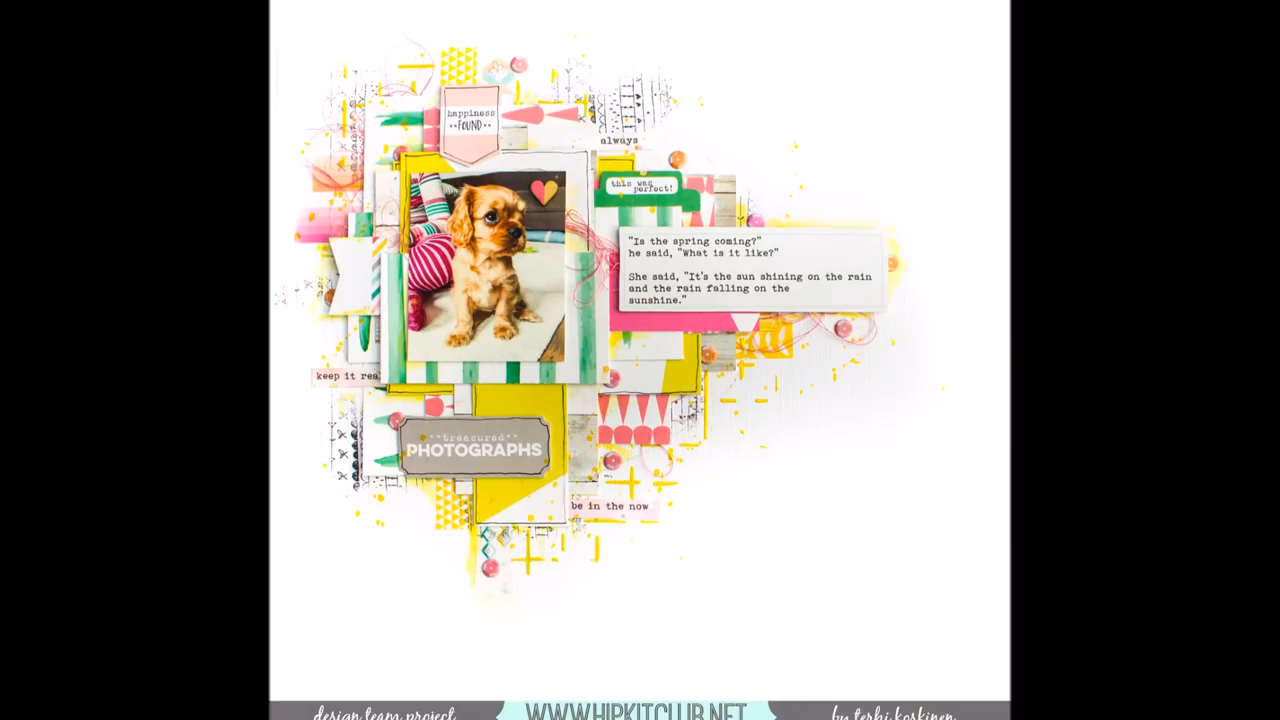 happiness
FOUND
always
this was
perfect!
"Is the spring coming?"
he said, "What is it like?"
She said, "It's the sun shining on the rain
and the rain falling on the
sunshine."
keep it real
**treasured**
PHOTOGRAPHS
be in the now
design team project
WWW.HIPKITCLUB.NET
by terhi koskinen